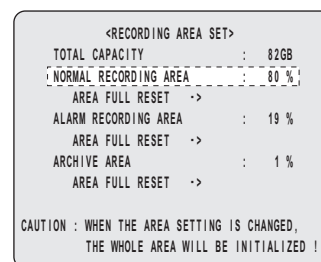 <RECORDING AREA SET>
TOTAL CAPACITY : 82GB
NORMAL RECORDING AREA : 80 %
AREA FULL RESET ->
ALARM RECORDING AREA : 19 %
AREA FULL RESET ->
ARCHIVE AREA : 1 %
AREA FULL RESET ->
CAUTION : WHEN THE AREA SETTING IS CHANGED,
THE WHOLE AREA WILL BE INITIALIZED !